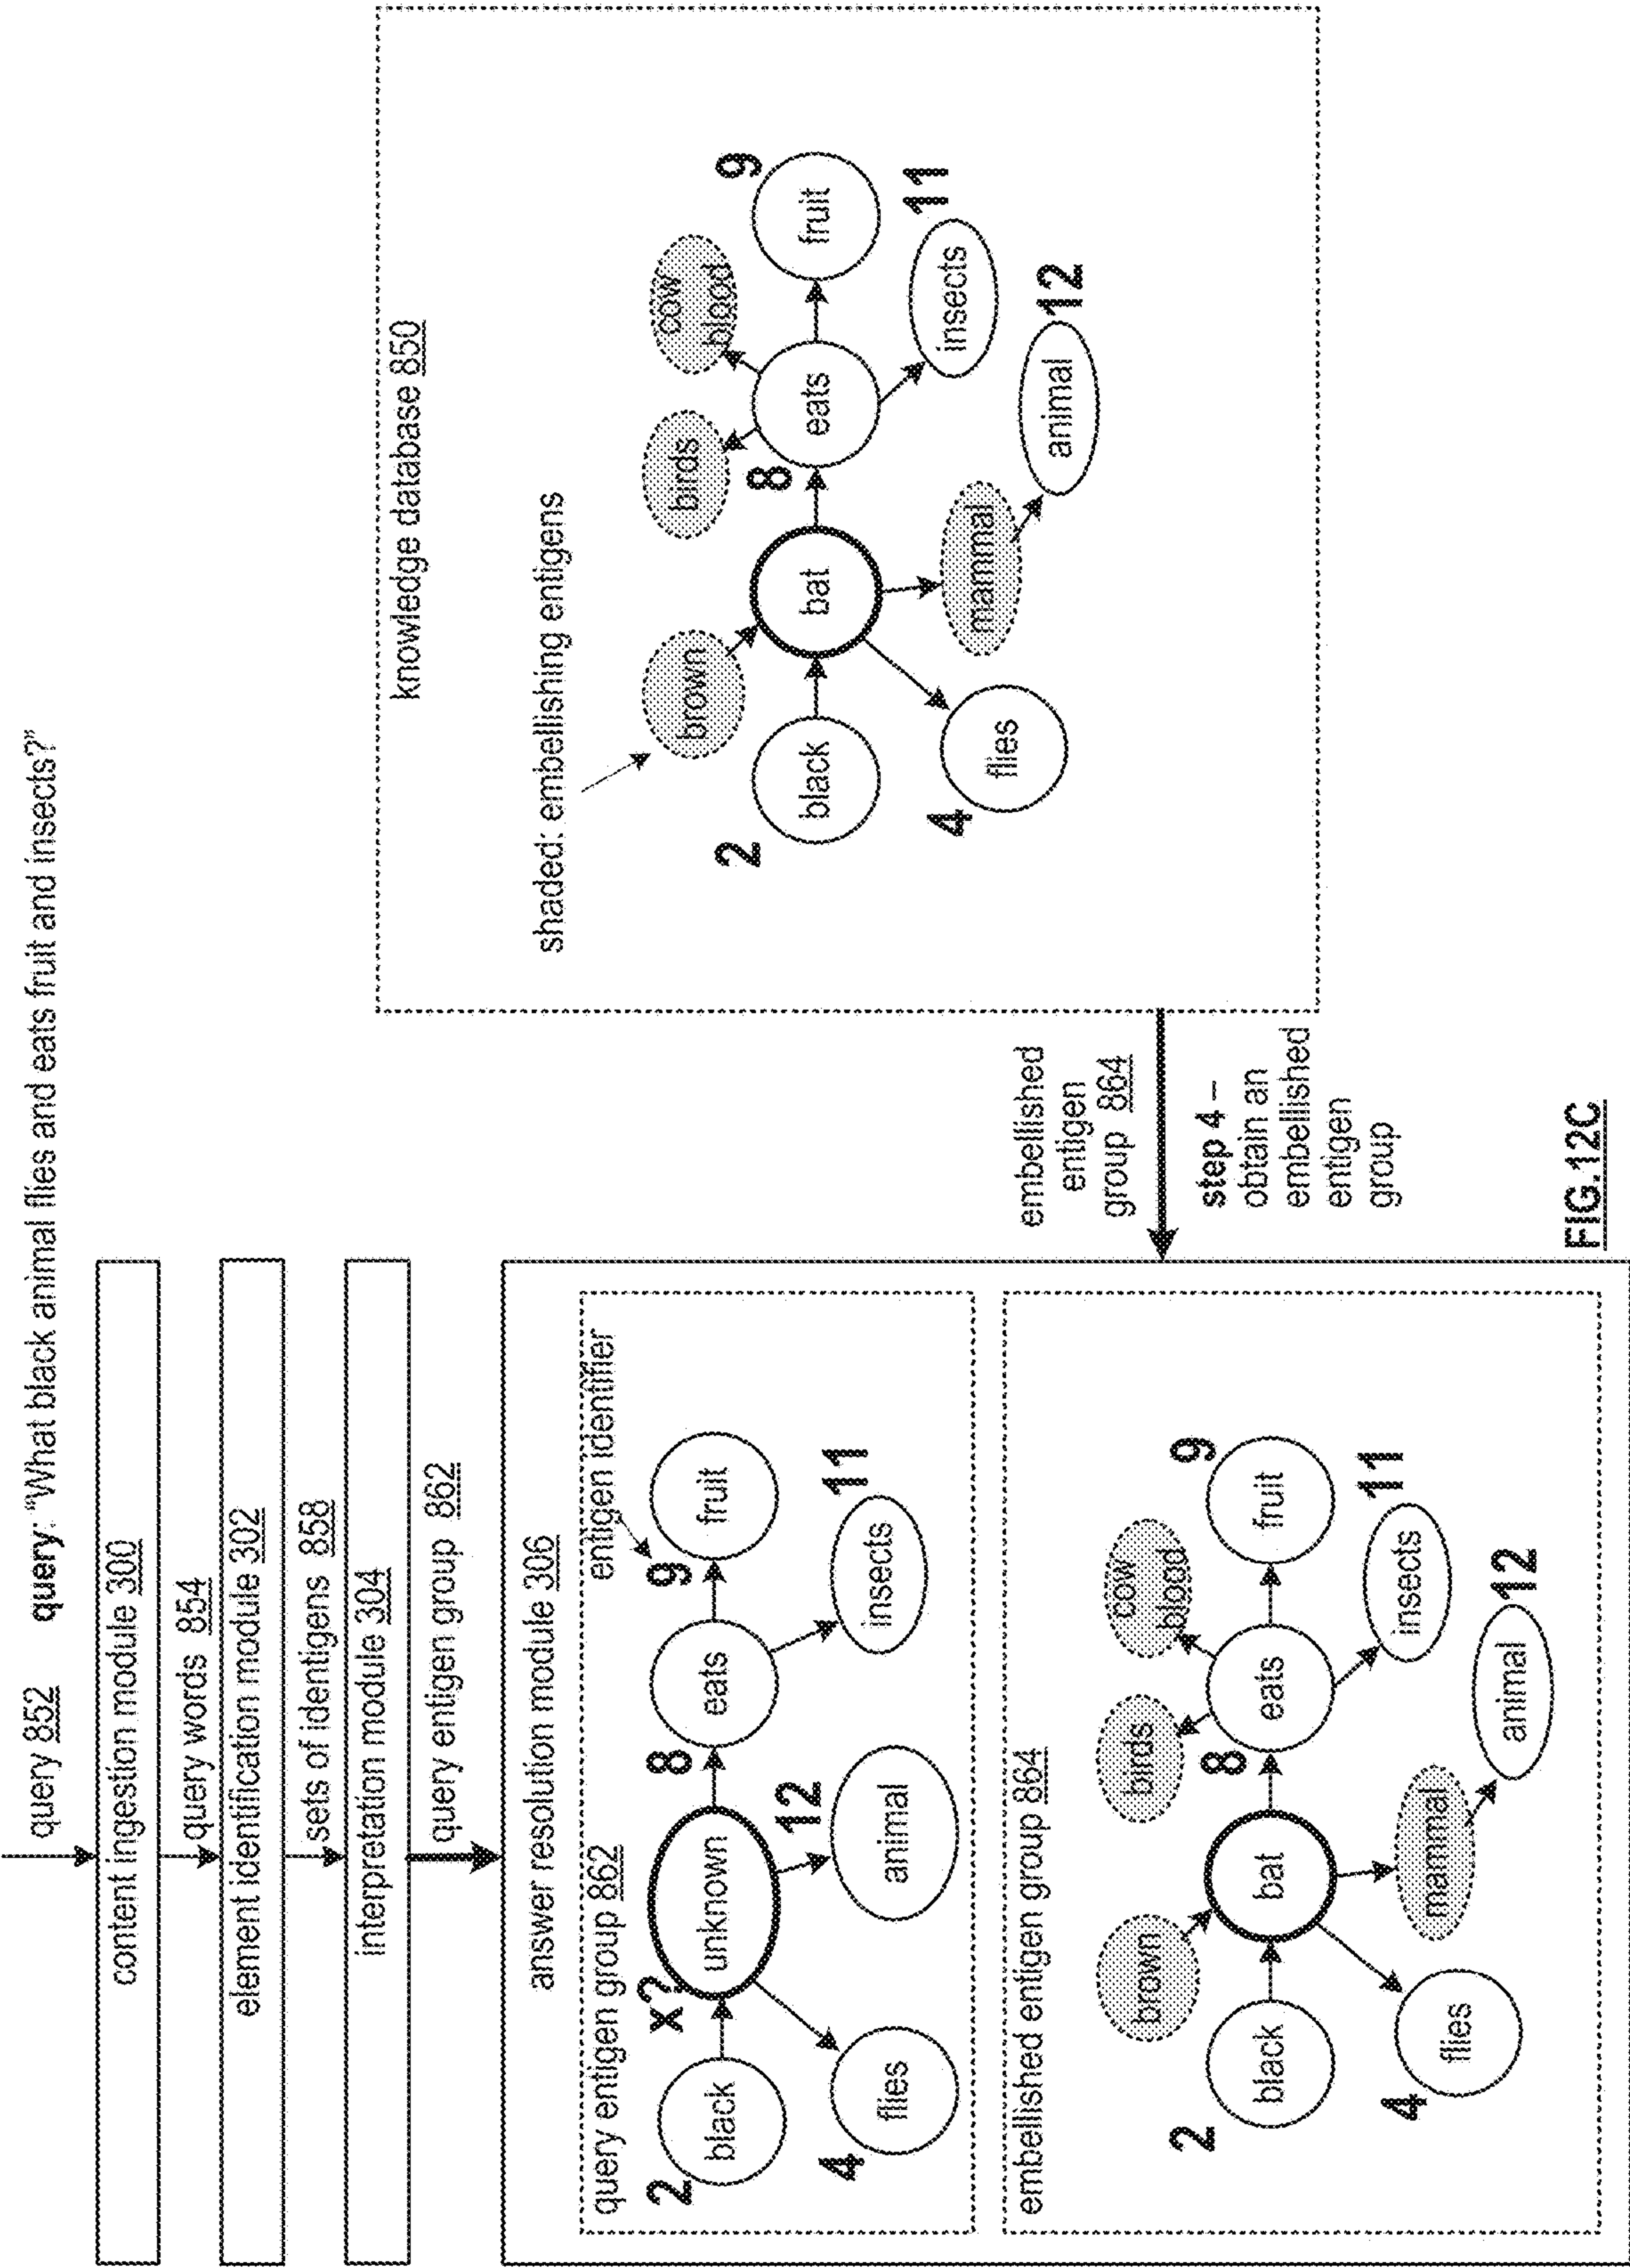 query 852
query: "What black animal flies and eats fruit and insects?"
content ingestion module 300
query words 854
element identification module 302
sets of identigens 858
interpretation module 304
query entigen group 862
answer resolution module 306
query entigen group 862
entigen identifier
2
black
x?
unknown
8
eats
9
fruit
4
flies
12
animal
11
insects
embellished entigen group 864
brown
birds
cow
blood
2
black
bat
8
eats
9
fruit
4
flies
mammal
12
animal
11
insects
embellished
entigen
group 864
step 4 –
obtain an
embellished
entigen
group
knowledge database 850
shaded: embellishing entigens
brown
birds
cow
blood
2
black
bat
8
eats
9
fruit
4
flies
mammal
12
animal
11
insects
FIG.12C